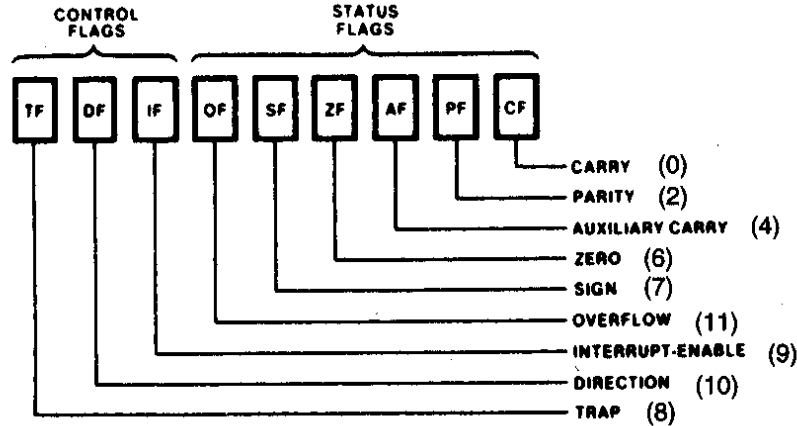 CONTROL FLAGS
STATUS FLAGS
TF DF IF OF SF ZF AF PF CF
CARRY (0)
PARITY (2)
AUXILIARY CARRY (4)
ZERO (6)
SIGN (7)
OVERFLOW (11)
INTERRUPT-ENABLE (9)
DIRECTION (10)
TRAP (8)